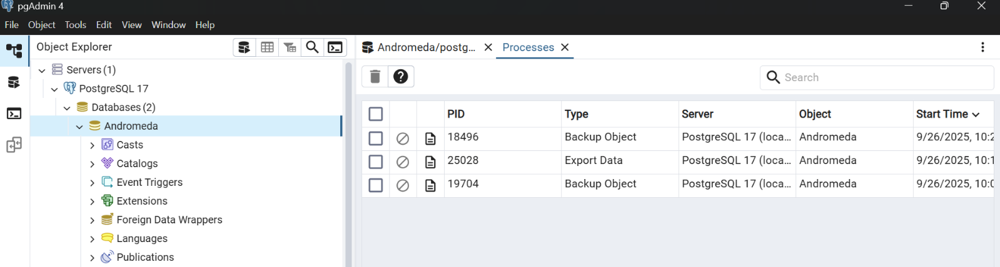 pgAdmin 4
File Object Tools Edit View Window Help
Object Explorer
Andromeda/postg... Processes
Servers (1)
PostgreSQL 17
Databases (2)
Andromeda
Casts
Catalogs
Event Triggers
Extensions
Foreign Data Wrappers
Languages
Publications
Search
PID Type Server Object Start Time
18496 Backup Object PostgreSQL 17 (loca... Andromeda 9/26/2025, 10:2
25028 Export Data PostgreSQL 17 (loca... Andromeda 9/26/2025, 10:1
19704 Backup Object PostgreSQL 17 (loca... Andromeda 9/26/2025, 10:0